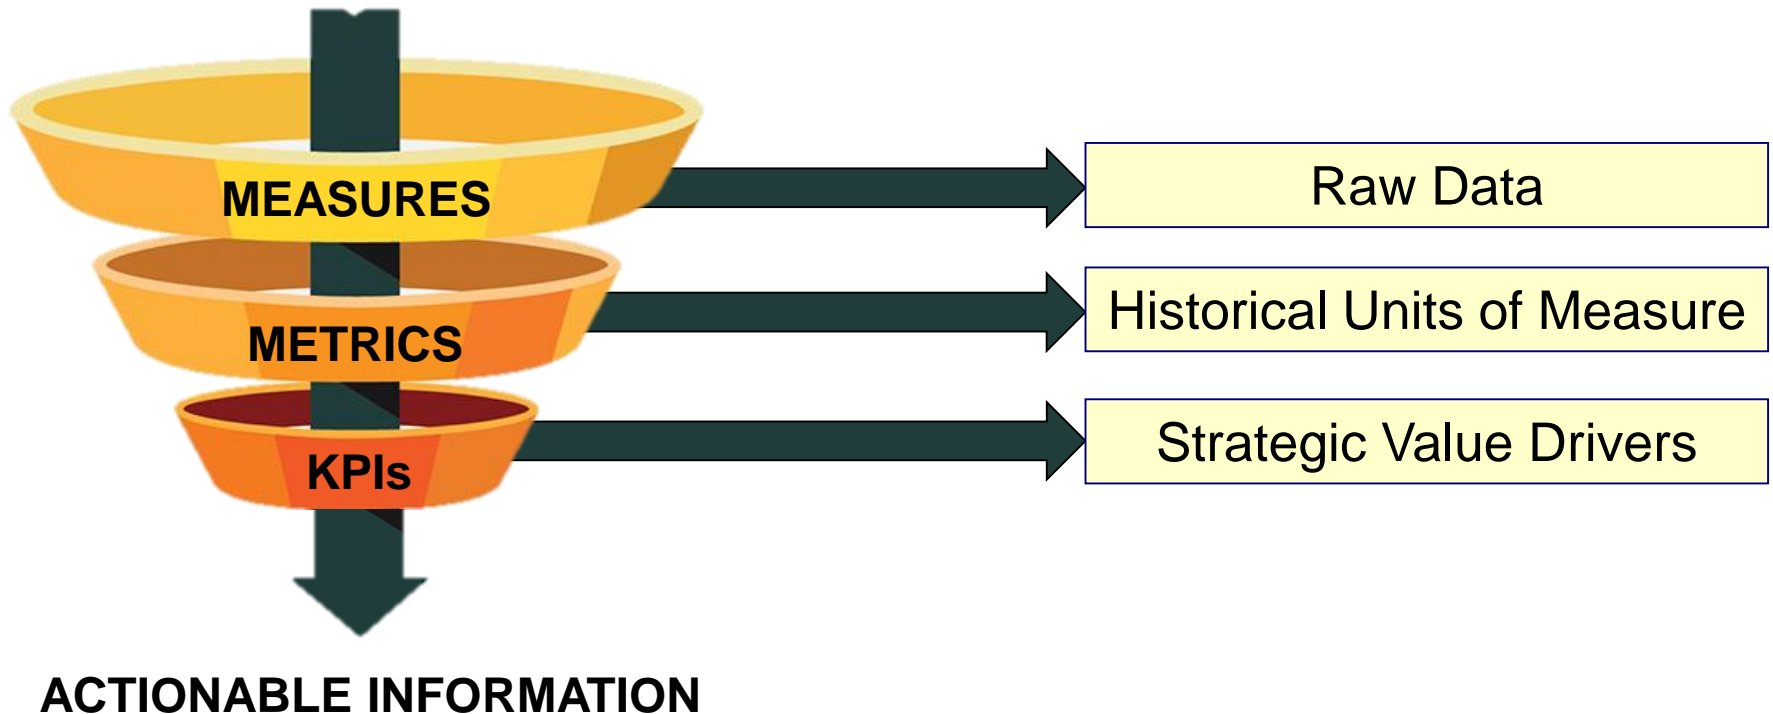 MEASURES
Raw Data
METRICS
Historical Units of Measure
KPIs
Strategic Value Drivers
ACTIONABLE INFORMATION